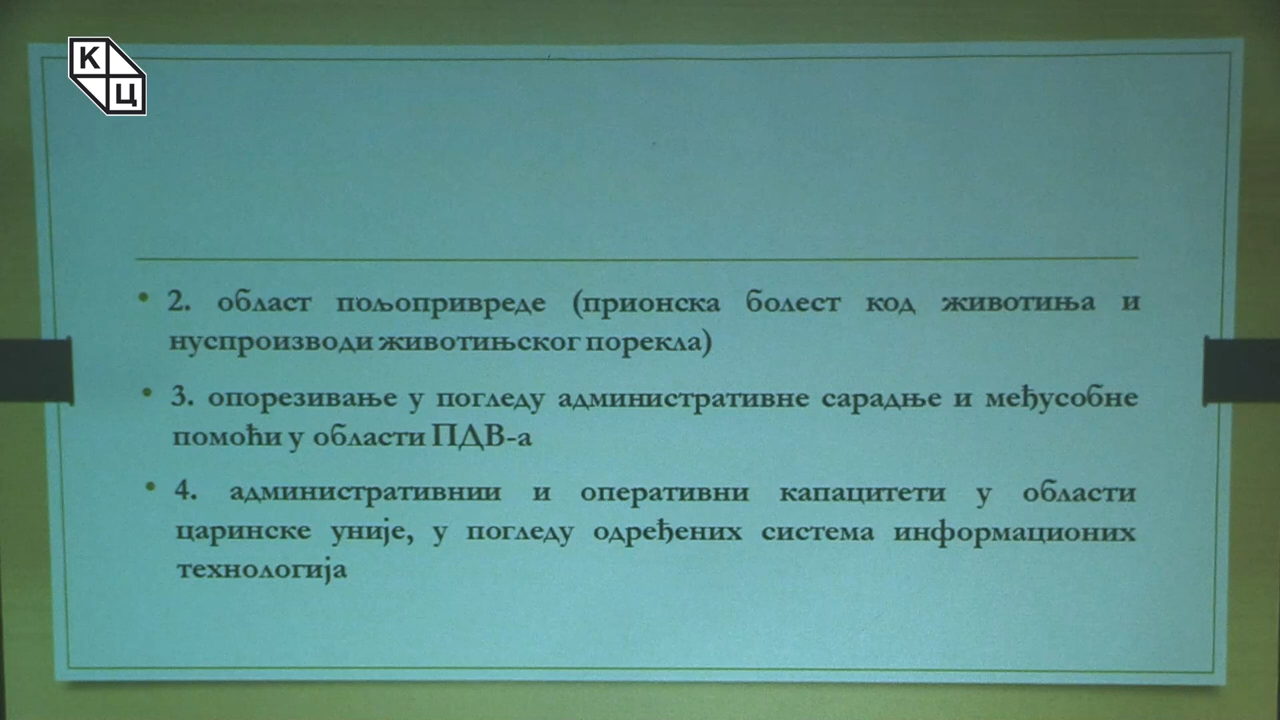 К
Ц
• 2. област пољопривреде (прионска болест код животиња и
нуспроизводи животињског порекла)
• 3. опорезивање у погледу административне сарадње и међусобне
помоћи у области ПДВ-а
• 4. административнии и оперативни капацитети у области
царинске уније, у погледу одређених система информационих
технологија